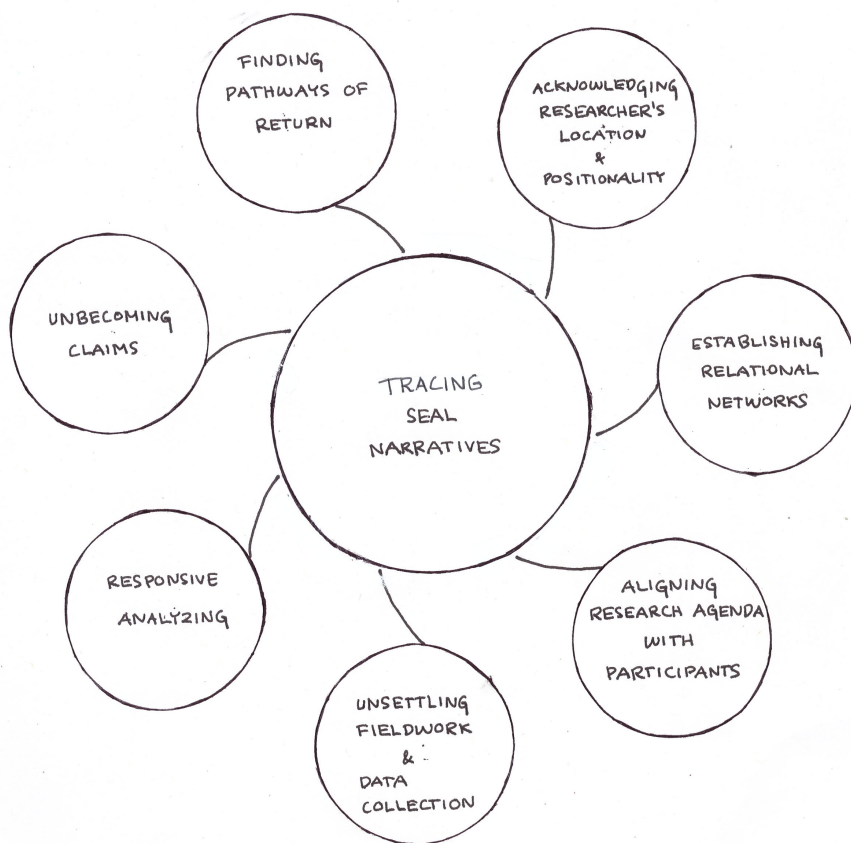 FINDING
PATHWAYS OF
RETURN
ACKNOWLEDGING
RESEARCHER'S
LOCATION
&
POSITIONALITY
UNBECOMING
CLAIMS
ESTABLISHING
RELATIONAL
NETWORKS
TRACING
SEAL
NARRATIVES
RESPONSIVE
ANALYZING
ALIGNING
RESEARCH AGENDA
WITH
PARTICIPANTS
UNSETTLING
FIELDWORK
&
DATA
COLLECTION